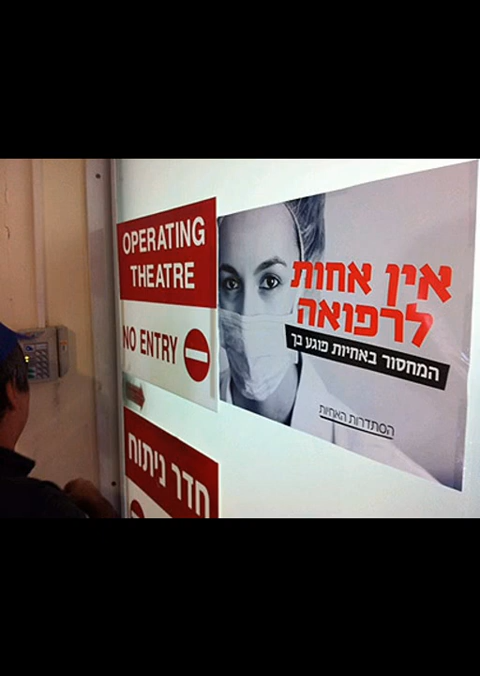 OPERATING
THEATRE
NO ENTRY
אין אחות
לרפואה
המחסור באחיות פוגע בך
הסתדרות האחיות
חדר ניתוח